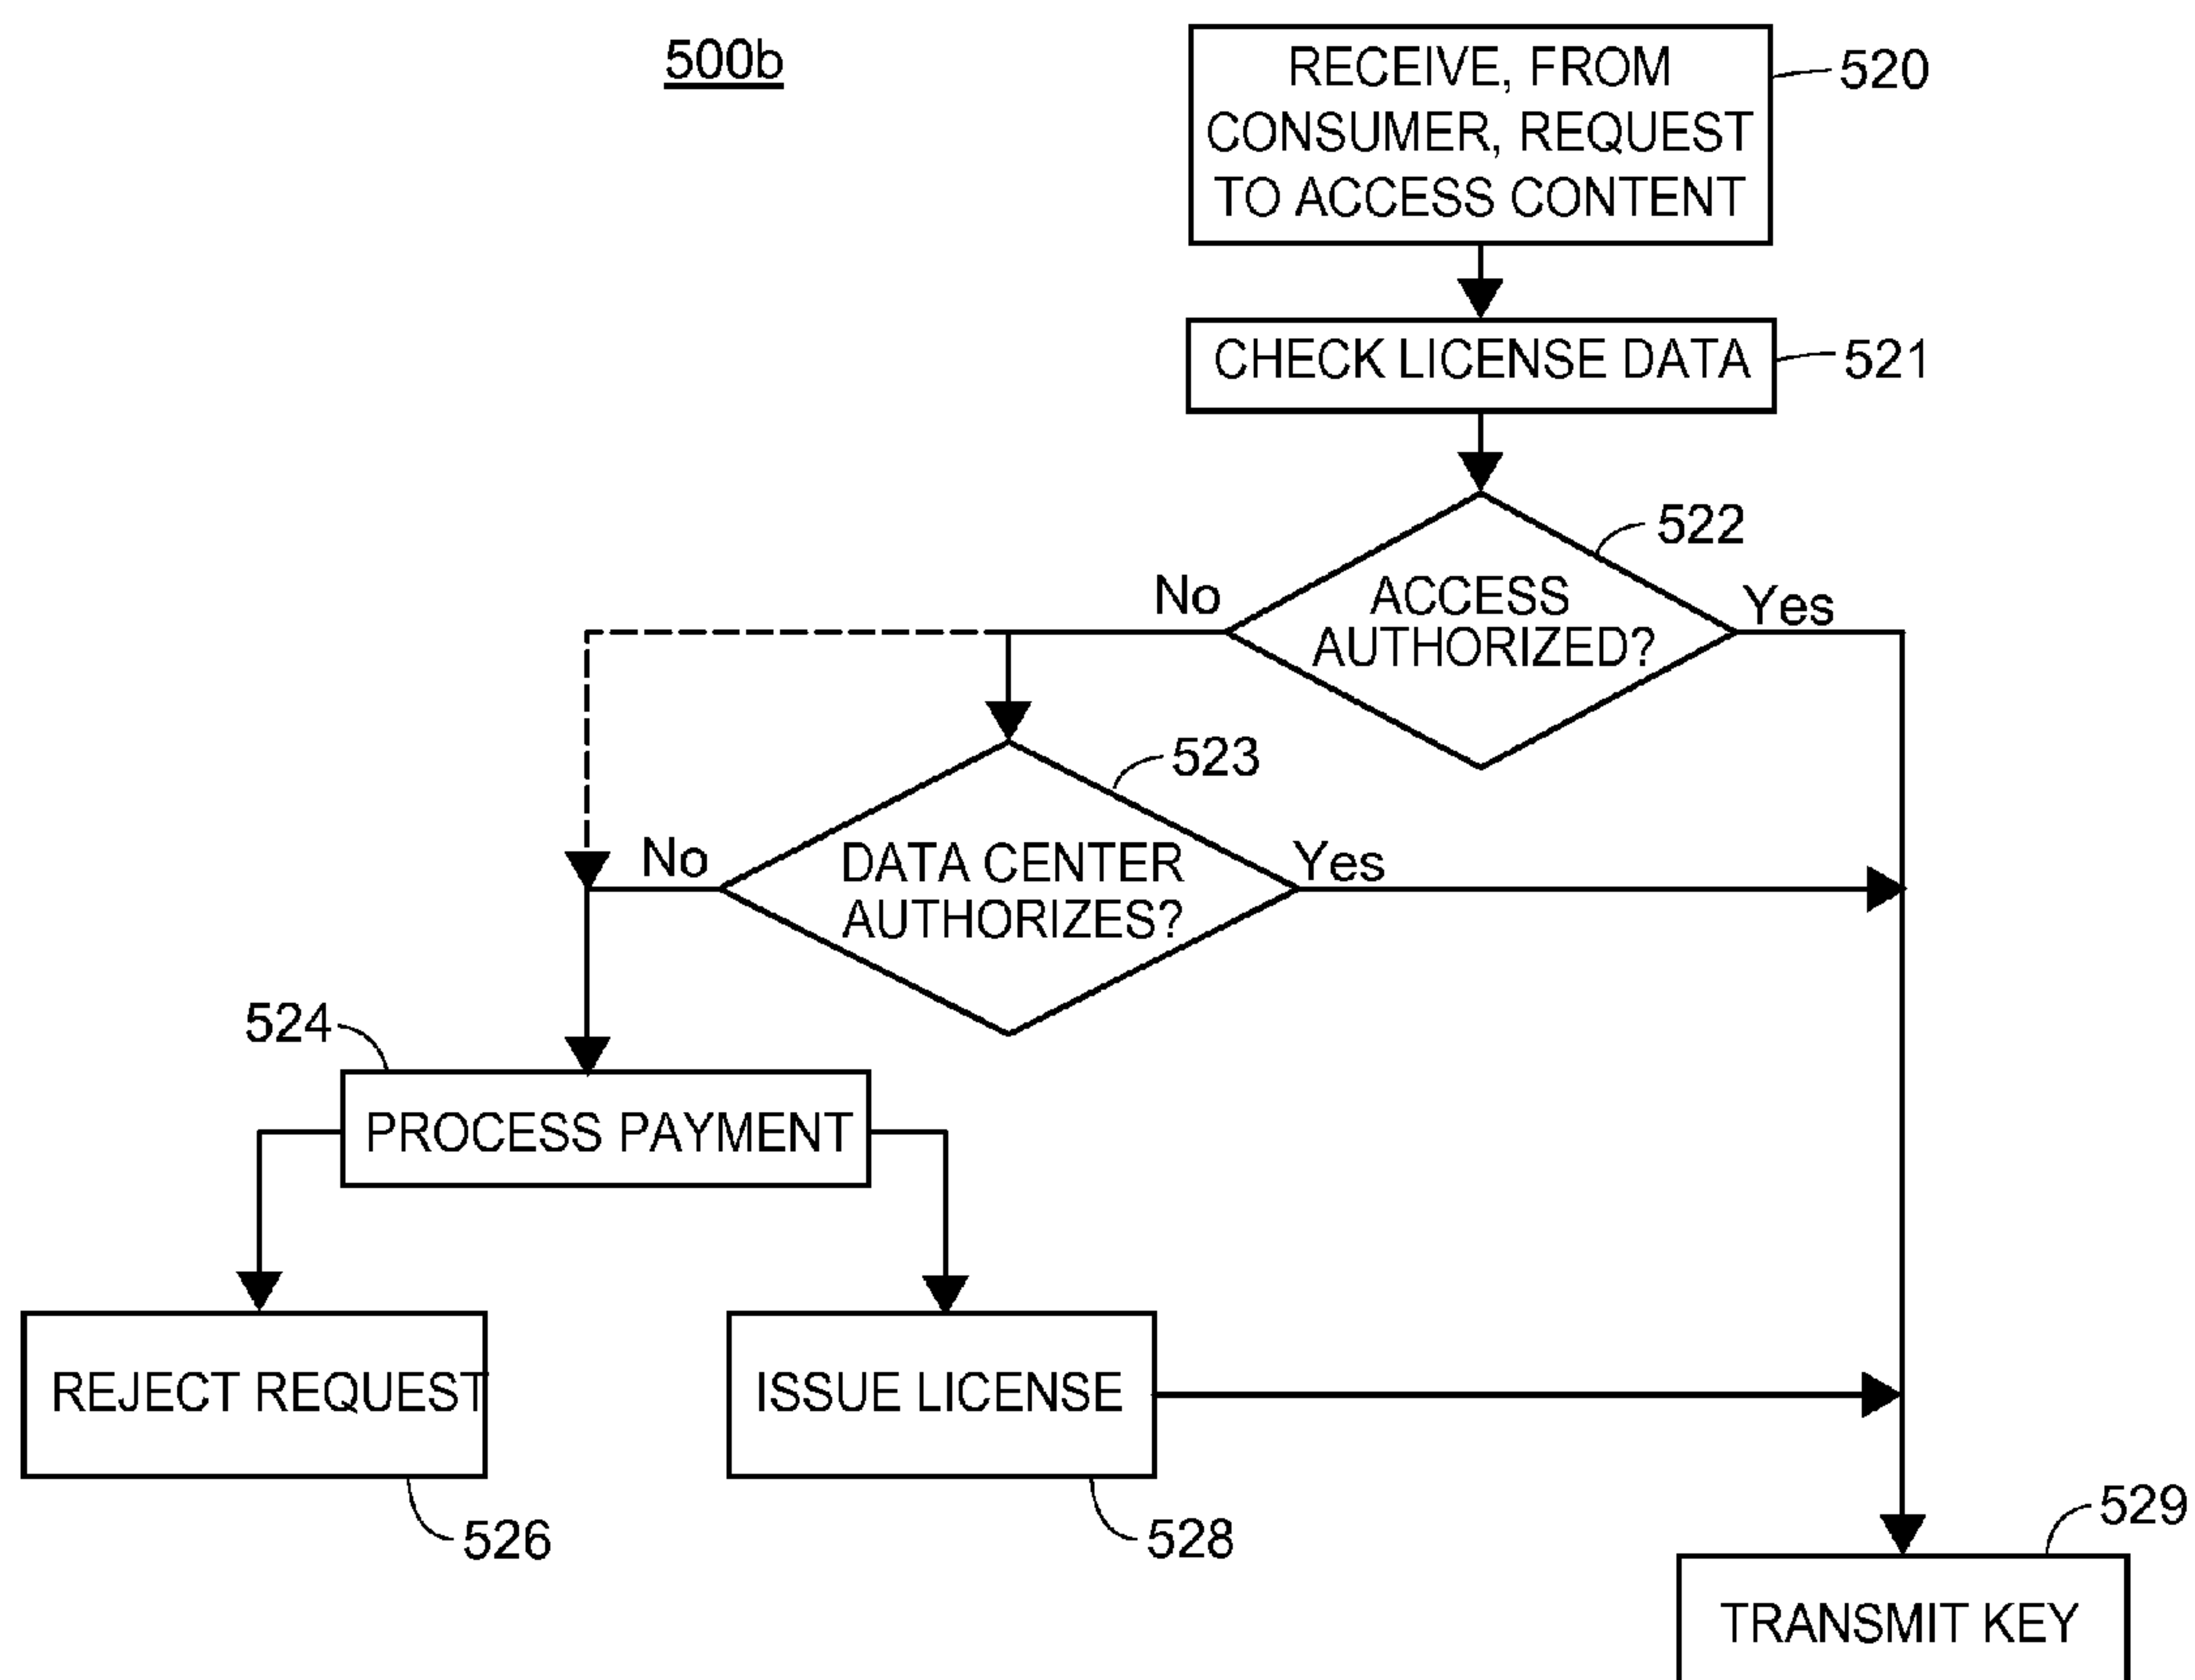 500b
RECEIVE, FROM
CONSUMER, REQUEST
TO ACCESS CONTENT
520
CHECK LICENSE DATA
521
522
No
ACCESS
AUTHORIZED?
Yes
523
No
DATA CENTER
AUTHORIZES?
Yes
524
PROCESS PAYMENT
REJECT REQUEST
ISSUE LICENSE
526
528
529
TRANSMIT KEY